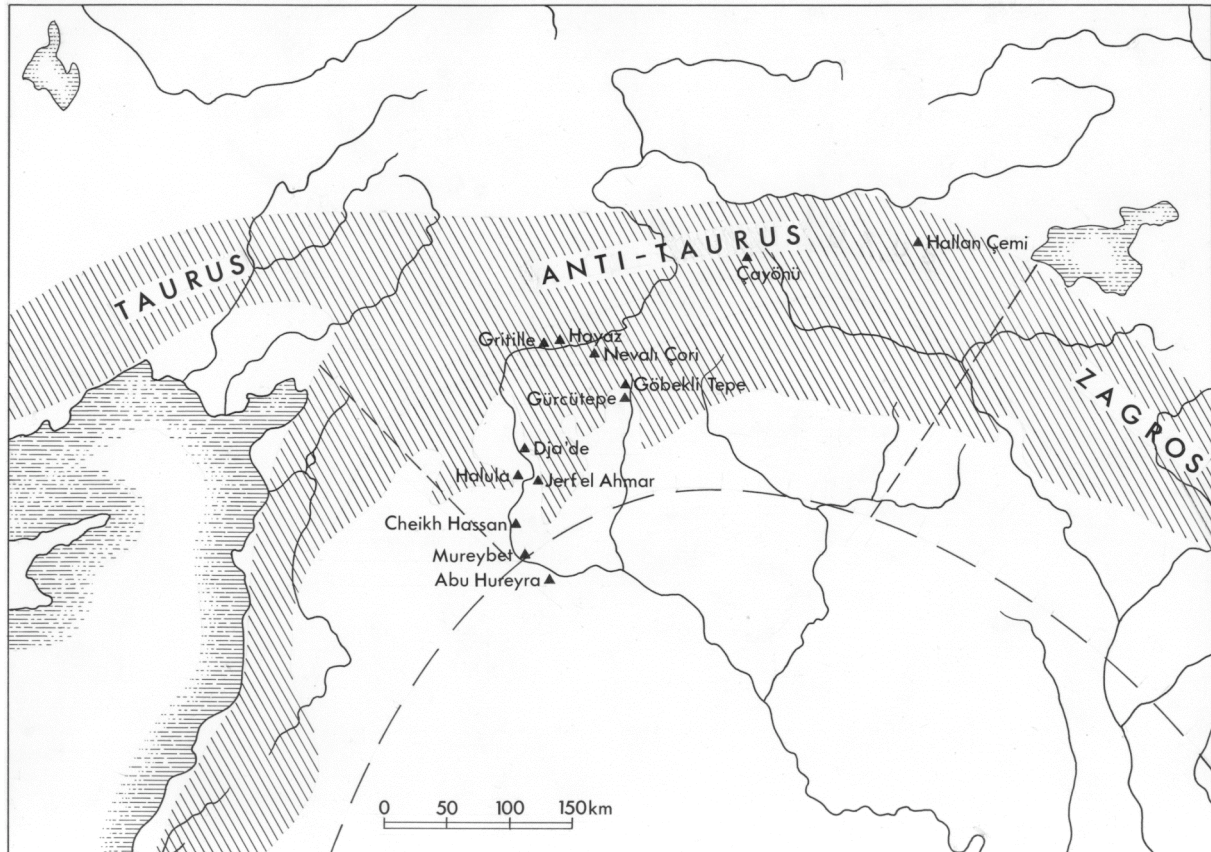 Hallan Çemi
ANTI-TAURUS
TAURUS
Çayönü
Gritille
Hayaz
Nevalı Çori
ZAGROS
Göbekli Tepe
Gürcütepe
Dja'de
Halula
Jerf el Ahmar
Cheikh Hassan
Mureybet
Abu Hureyra
0 50 100 150km